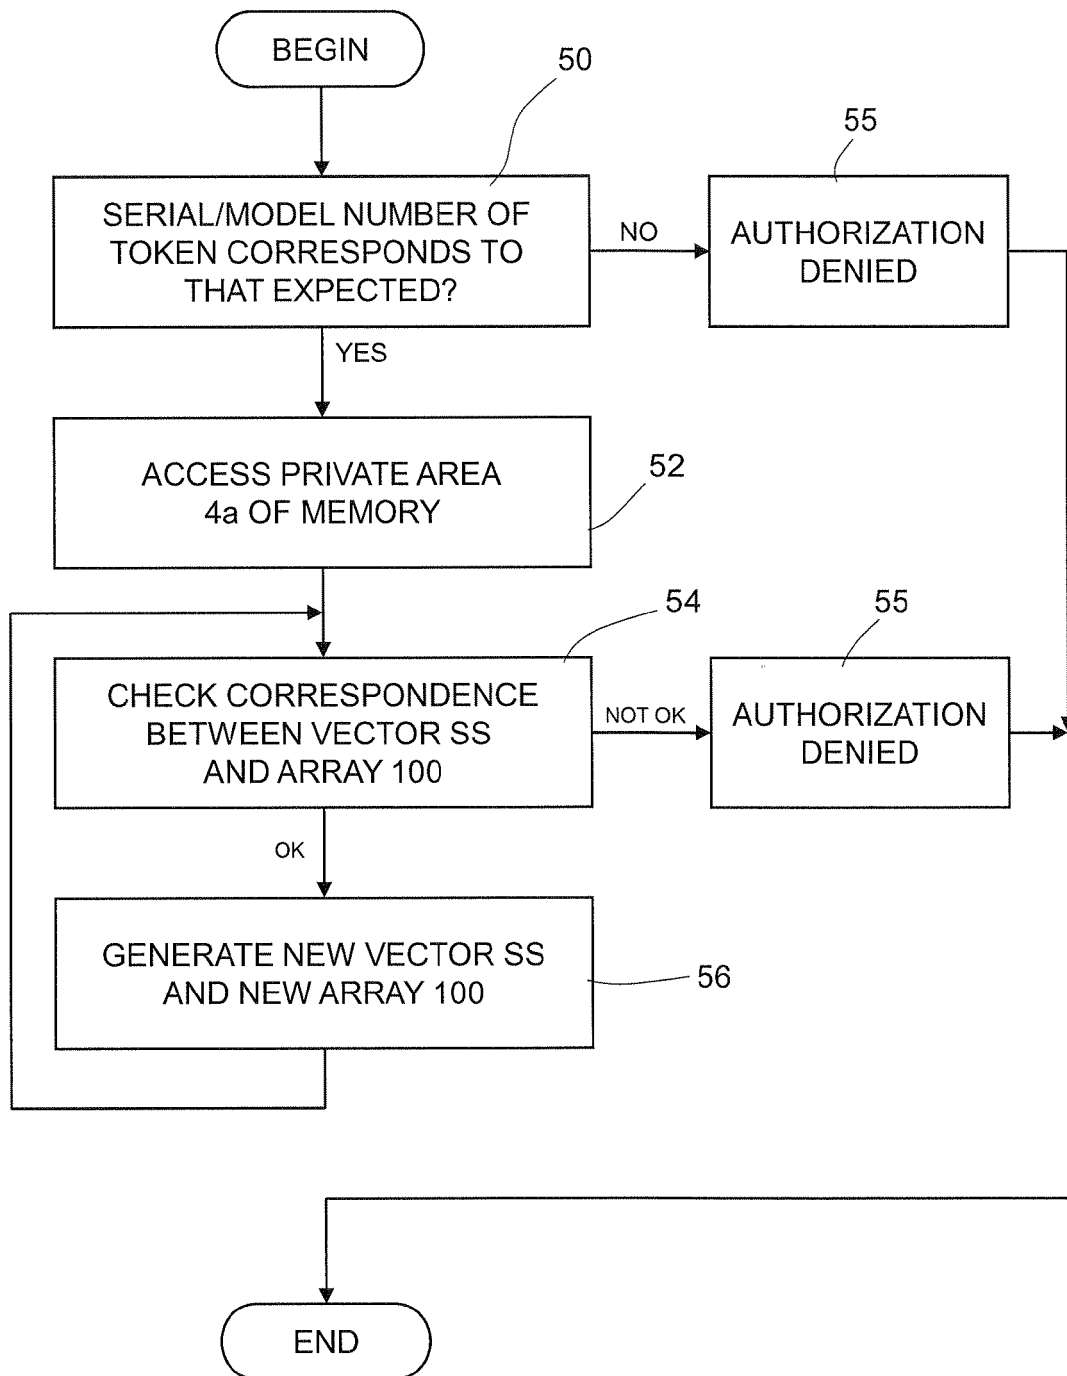 BEGIN
50
55
SERIAL/MODEL NUMBER OF
TOKEN CORRESPONDS TO
THAT EXPECTED?
NO
AUTHORIZATION
DENIED
YES
ACCESS PRIVATE AREA
4a OF MEMORY
52
54
55
CHECK CORRESPONDENCE
BETWEEN VECTOR SS
AND ARRAY 100
NOT OK
AUTHORIZATION
DENIED
OK
GENERATE NEW VECTOR SS
AND NEW ARRAY 100
56
END